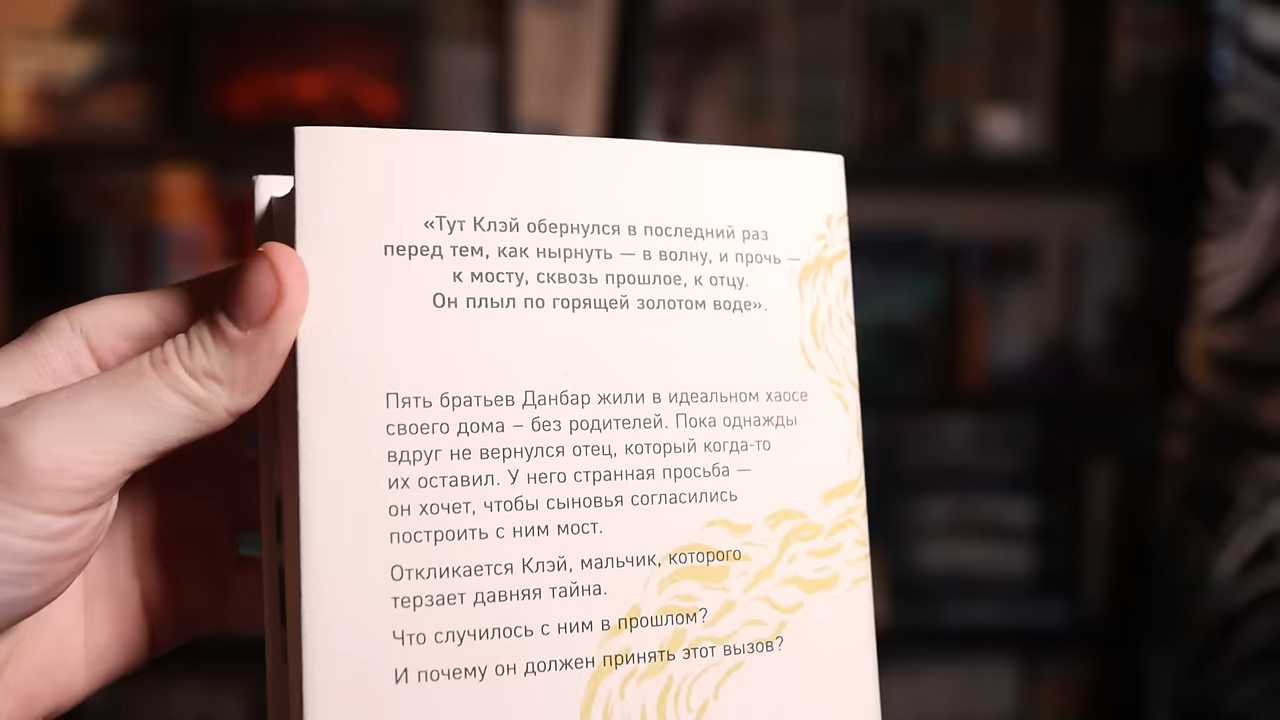 «Тут Клэй обернулся в последний раз
перед тем, как нырнуть — в волну, и прочь —
к мосту, сквозь прошлое, к отцу.
Он плыл по горящей золотом воде».
Пять братьев Данбар жили в идеальном хаосе
своего дома – без родителей. Пока однажды
вдруг не вернулся отец, который когда-то
их оставил. У него странная просьба —
он хочет, чтобы сыновья согласились
построить с ним мост.
Откликается Клэй, мальчик, которого
терзает давняя тайна.
Что случилось с ним в прошлом?
И почему он должен принять этот вызов?